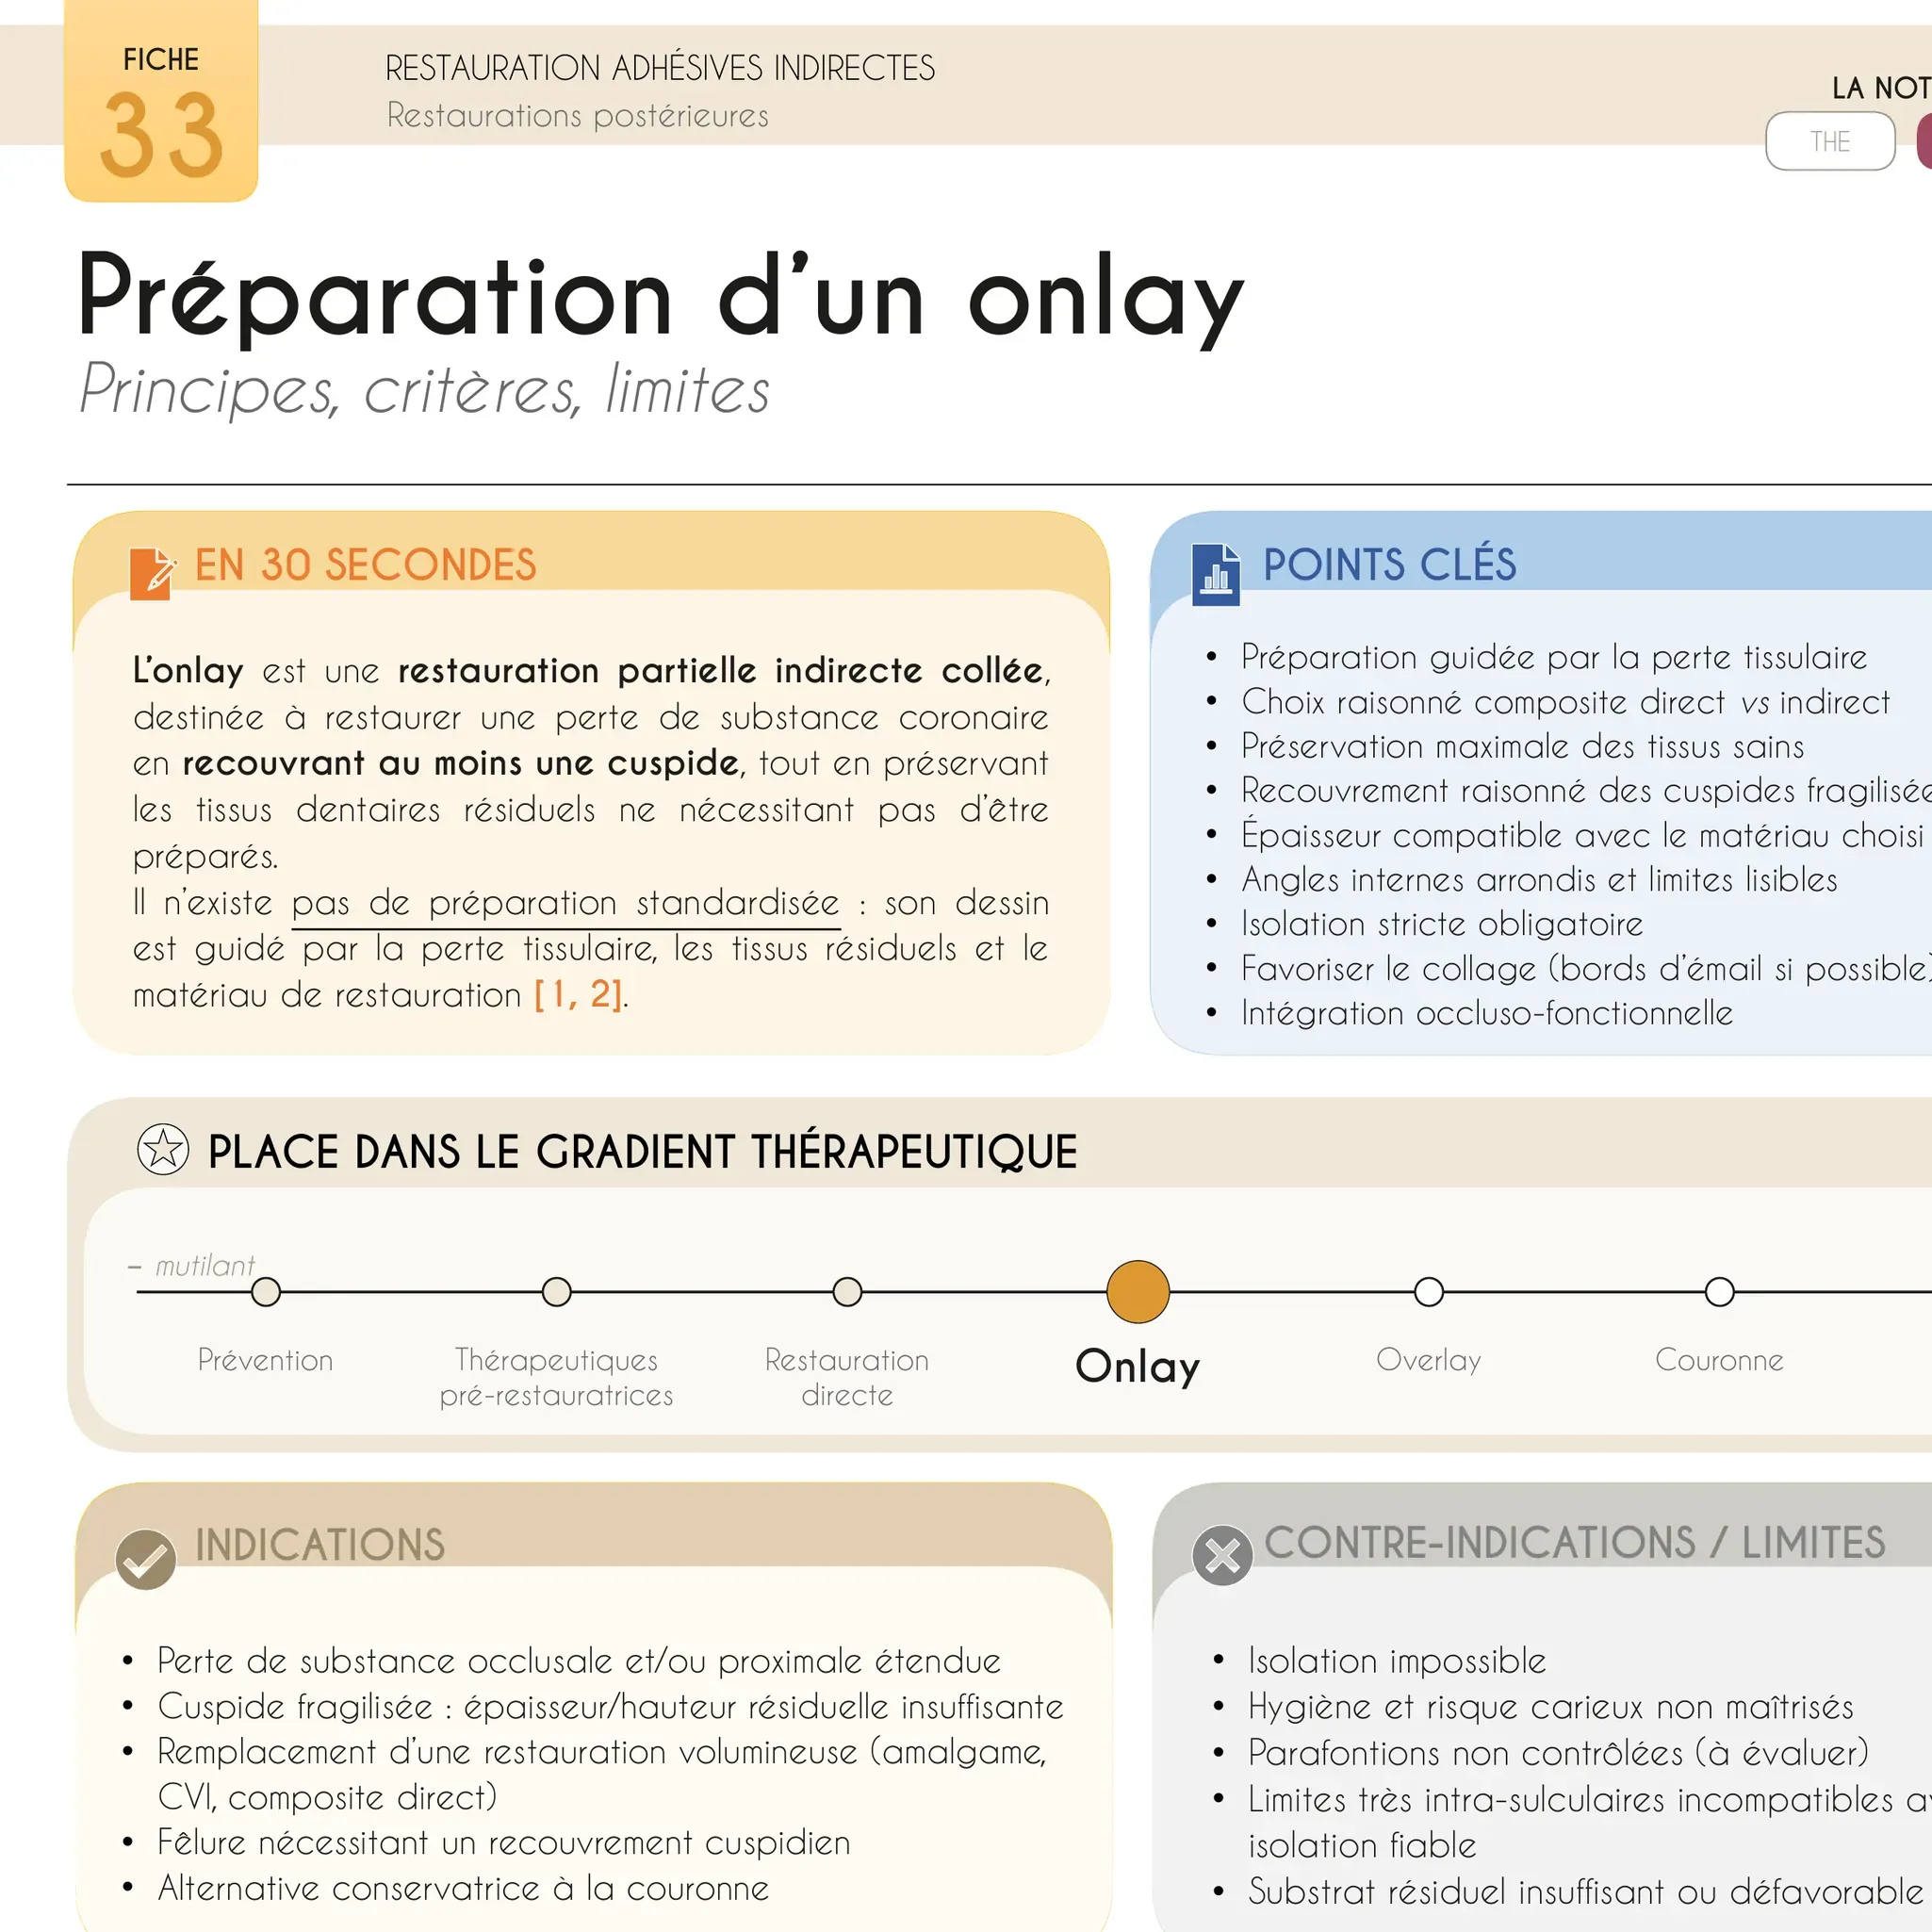 FICHE
33
RESTAURATION ADHÉSIVES INDIRECTES
Restaurations postérieures
LA NOT
THE
Préparation d'un onlay
Principes, critères, limites
EN 30 SECONDES
L'onlay est une restauration partielle indirecte collée,
destinée à restaurer une perte de substance coronaire
en recouvrant au moins une cuspide, tout en préservant
les tissus dentaires résiduels ne nécessitant pas d'être
préparés.
Il n'existe pas de préparation standardisée : son dessin
est guidé par la perte tissulaire, les tissus résiduels et le
matériau de restauration [1, 2].
POINTS CLÉS
• Préparation guidée par la perte tissulaire
• Choix raisonné composite direct vs indirect
• Préservation maximale des tissus sains
• Recouvrement raisonné des cuspides fragilisée
• Épaisseur compatible avec le matériau choisi
• Angles internes arrondis et limites lisibles
• Isolation stricte obligatoire
• Favoriser le collage (bords d'émail si possible)
• Intégration occluso-fonctionnelle
PLACE DANS LE GRADIENT THÉRAPEUTIQUE
– mutilant
Prévention
Thérapeutiques
pré-restauratrices
Restauration
directe
Onlay
Overlay
Couronne
INDICATIONS
• Perte de substance occlusale et/ou proximale étendue
• Cuspide fragilisée : épaisseur/hauteur résiduelle insuffisante
• Remplacement d'une restauration volumineuse (amalgame,
CVI, composite direct)
• Fêlure nécessitant un recouvrement cuspidien
• Alternative conservatrice à la couronne
CONTRE-INDICATIONS / LIMITES
• Isolation impossible
• Hygiène et risque carieux non maîtrisés
• Parafontions non contrôlées (à évaluer)
• Limites très intra-sulculaires incompatibles av
isolation fiable
• Substrat résiduel insuffisant ou défavorable